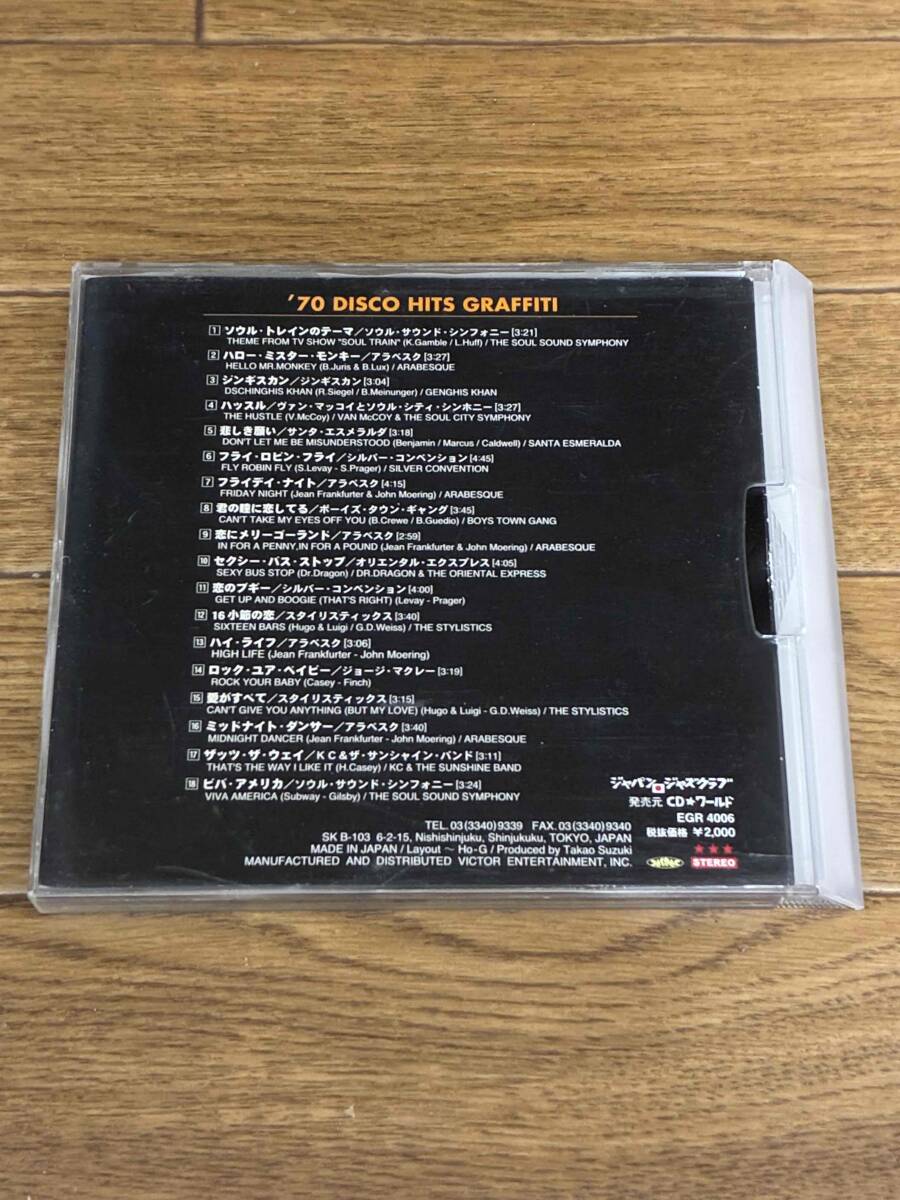 '70 DISCO HITS GRAFFITI
1 ソウル・トレインのテーマ／ソウル・サウンド・シンフォニー [3:21]
THEME FROM TV SHOW "SOUL TRAIN" (K.Gamble / L.Huff) / THE SOUL SOUND SYMPHONY
2 ハロー・ミスター・モンキー／アラベスク [3:27]
HELLO MR.MONKEY (B.Juris & B.Lux) / ARABESQUE
3 ジンギスカン／ジンギスカン [3:04]
DSCHINGHIS KHAN (R.Siegel / B.Meinunger) / GENGHIS KHAN
4 ハッスル／ヴァン・マッコイとソウル・シティ・シンホニー [3:27]
THE HUSTLE (V.McCoy) / VAN McCOY & THE SOUL CITY SYMPHONY
5 悲しき願い／サンタ・エスメラルダ [3:18]
DON'T LET ME BE MISUNDERSTOOD (Benjamin / Marcus / Caldwell) / SANTA ESMERALDA
6 フライ・ロビン・フライ／シルバー・コンベンション [4:45]
FLY ROBIN FLY (S.Levay - S.Prager) / SILVER CONVENTION
7 フライデイ・ナイト／アラベスク [4:15]
FRIDAY NIGHT (Jean Frankfurter & John Moering) / ARABESQUE
8 君の瞳に恋してる／ボーイズ・タウン・ギャング [3:45]
CAN'T TAKE MY EYES OFF YOU (B.Crewe / B.Guedio) / BOYS TOWN GANG
9 恋にメリーゴーランド／アラベスク [2:59]
IN FOR A PENNY,IN FOR A POUND (Jean Frankfurter & John Moering) / ARABESQUE
10 セクシー・バス・ストップ／オリエンタル・エクスプレス [4:05]
SEXY BUS STOP (Dr.Dragon) / DR.DRAGON & THE ORIENTAL EXPRESS
11 恋のブギー／シルバー・コンベンション [4:00]
GET UP AND BOOGIE (THAT'S RIGHT) (Levay - Prager)
12 16小節の恋／スタイリスティックス [3:40]
SIXTEEN BARS (Hugo & Luigi / G.D.Weiss) / THE STYLISTICS
13 ハイ・ライフ／アラベスク [3:06]
HIGH LIFE (Jean Frankfurter - John Moering)
14 ロック・ユア・ベイビー／ジョージ・マクレー [3:19]
ROCK YOUR BABY (Casey - Finch)
15 愛がすべて／スタイリスティックス [3:15]
CAN'T GIVE YOU ANYTHING (BUT MY LOVE) (Hugo & Luigi - G.D.Weiss) / THE STYLISTICS
16 ミッドナイト・ダンサー／アラベスク [3:40]
MIDNIGHT DANCER (Jean Frankfurter - John Moering) / ARABESQUE
17 ザッツ・ザ・ウェイ／KC&ザ・サンシャイン・バンド [3:11]
THAT'S THE WAY I LIKE IT (H.Casey) / KC & THE SUNSHINE BAND
18 ビバ・アメリカ／ソウル・サウンド・シンフォニー [3:24]
VIVA AMERICA (Subway - Gilsby) / THE SOUL SOUND SYMPHONY
ジャパン・ジャズクラブ
発売元 CD★ワールド
EGR 4006
税抜価格 ¥2,000
★★★
STEREO
TEL. 03(3340)9339 FAX. 03(3340)9340
SK B-103 6-2-15, Nishishinjuku, Shinjukuku, TOKYO, JAPAN
MADE IN JAPAN / Layout ~ Ho-G / Produced by Takao Suzuki
MANUFACTURED AND DISTRIBUTED VICTOR ENTERTAINMENT, INC.